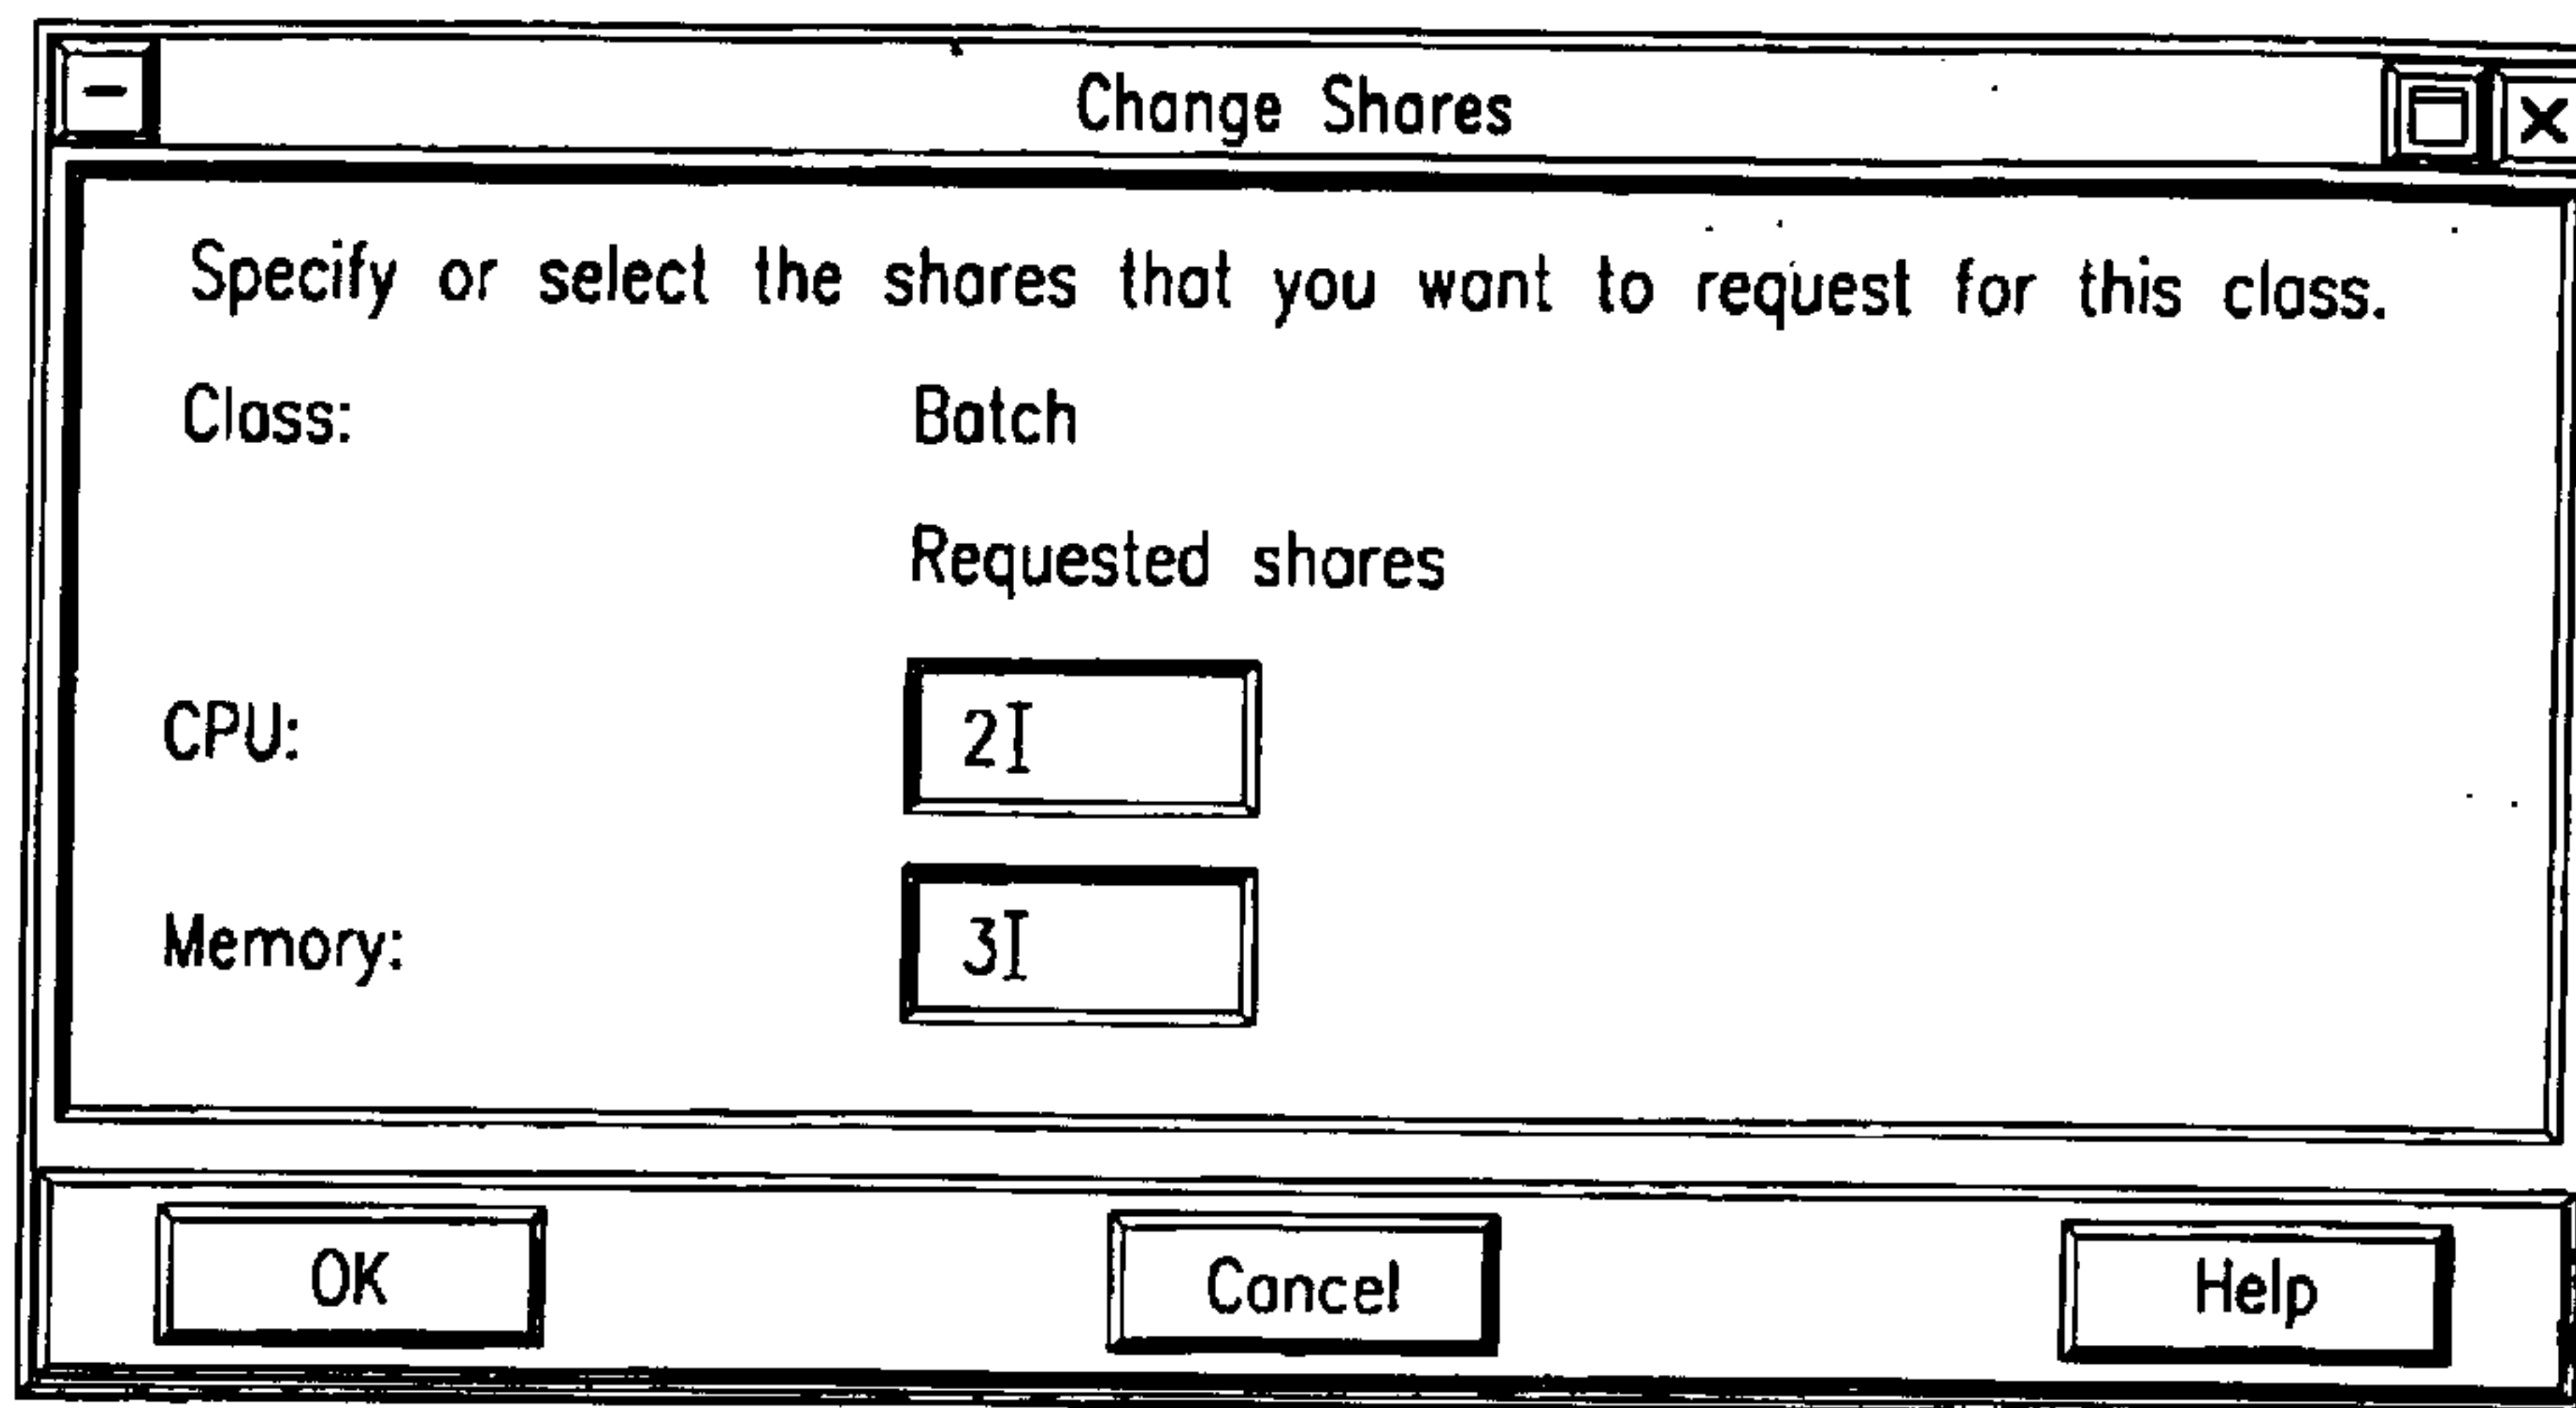 Change Shares
Specify or select the shares that you want to request for this class.
Class: Batch
Requested shares
CPU: 2
Memory: 3
OK Cancel Help